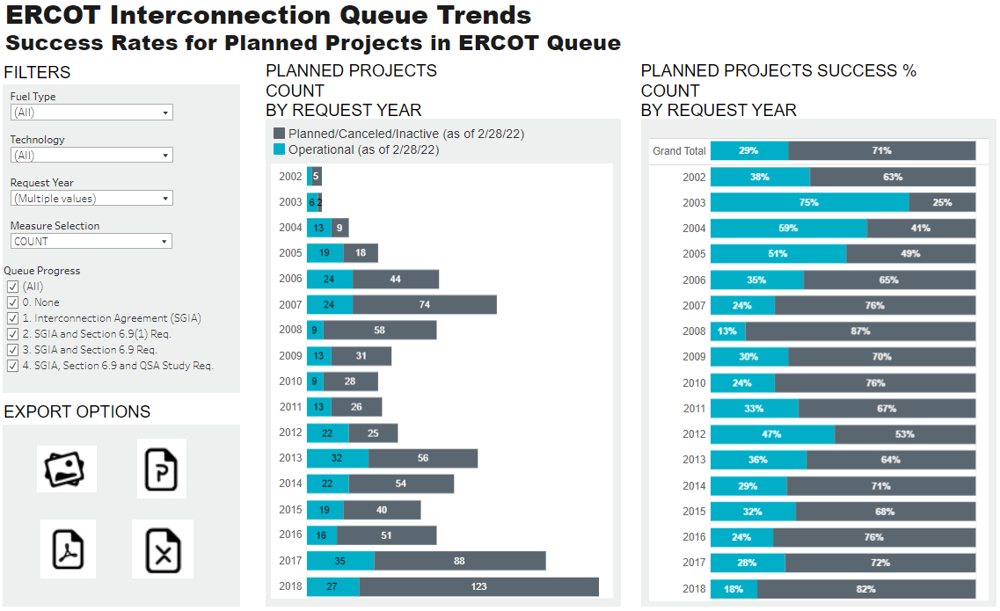 ERCOT Interconnection Queue Trends
Success Rates for Planned Projects in ERCOT Queue
FILTERS
Fuel Type
(All)
Technology
(All)
Request Year
(Multiple values)
Measure Selection
COUNT
Queue Progress
(All)
0. None
1. Interconnection Agreement (SGIA)
2. SGIA and Section 6.9(1) Req.
3. SGIA and Section 6.9 Req.
4. SGIA, Section 6.9 and QSA Study Req.
EXPORT OPTIONS
PLANNED PROJECTS
COUNT
BY REQUEST YEAR
Planned/Canceled/Inactive (as of 2/28/22)
Operational (as of 2/28/22)
2002 5
2003 6 2
2004 13 9
2005 19 18
2006 24 44
2007 24 74
2008 9 58
2009 13 31
2010 9 28
2011 13 26
2012 22 25
2013 32 56
2014 22 54
2015 19 40
2016 16 51
2017 35 88
2018 27 123
PLANNED PROJECTS SUCCESS %
COUNT
BY REQUEST YEAR
Grand Total 29% 71%
2002 38% 63%
2003 75% 25%
2004 59% 41%
2005 51% 49%
2006 35% 65%
2007 24% 76%
2008 13% 87%
2009 30% 70%
2010 24% 76%
2011 33% 67%
2012 47% 53%
2013 36% 64%
2014 29% 71%
2015 32% 68%
2016 24% 76%
2017 28% 72%
2018 18% 82%